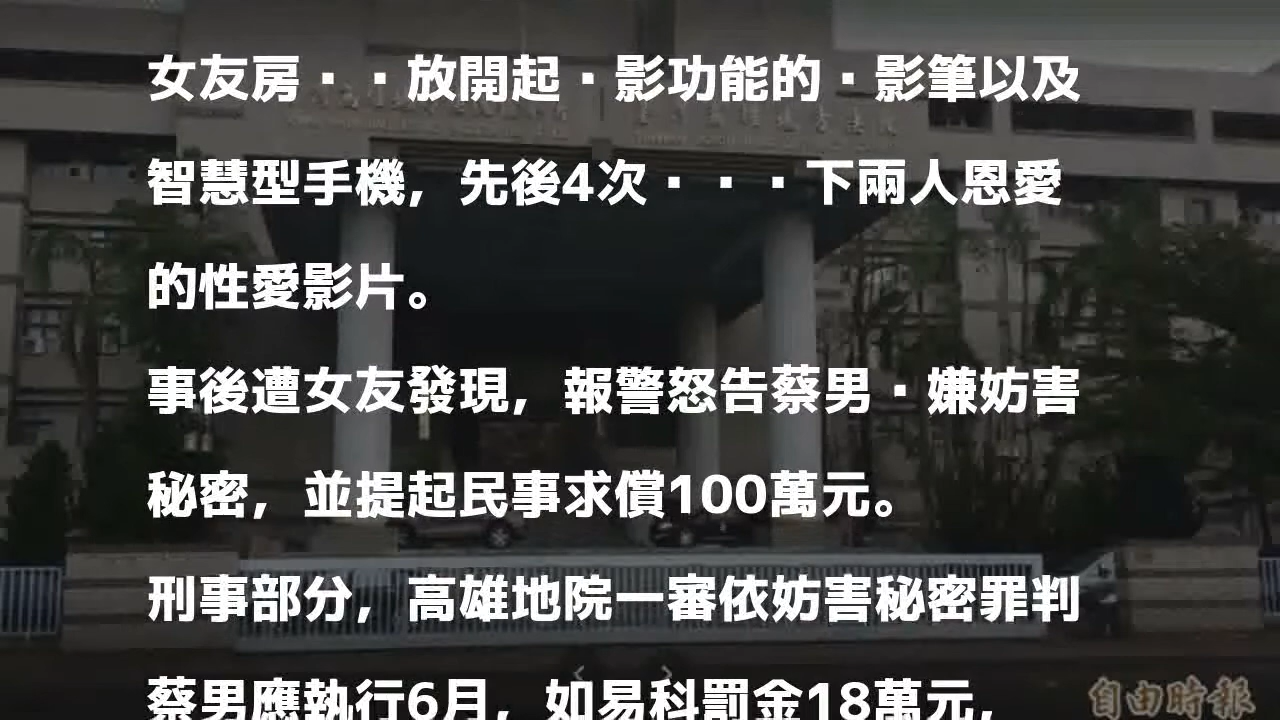 女友房▪▪放開起▪影功能的▪影筆以及
智慧型手機，先後4次▪▪▪下兩人恩愛
的性愛影片。
事後遭女友發現，報警怒告蔡男▪嫌妨害
秘密，並提起民事求償100萬元。
刑事部分，高雄地院一審依妨害秘密罪判
蔡男應執行6月，如易科罰金18萬元，
自由時報